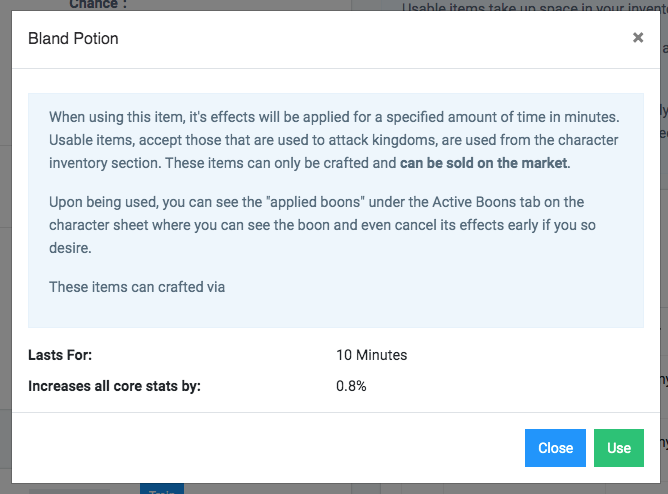 Chance :
Usable items take up space in your invent
Bland Potion
×
When using this item, it's effects will be applied for a specified amount of time in minutes.
Usable items, accept those that are used to attack kingdoms, are used from the character
inventory section. These items can only be crafted and can be sold on the market.
Upon being used, you can see the "applied boons" under the Active Boons tab on the
character sheet where you can see the boon and even cancel its effects early if you so
desire.
These items can crafted via
Lasts For: 10 Minutes
Increases all core stats by: 0.8%
Close Use
Train